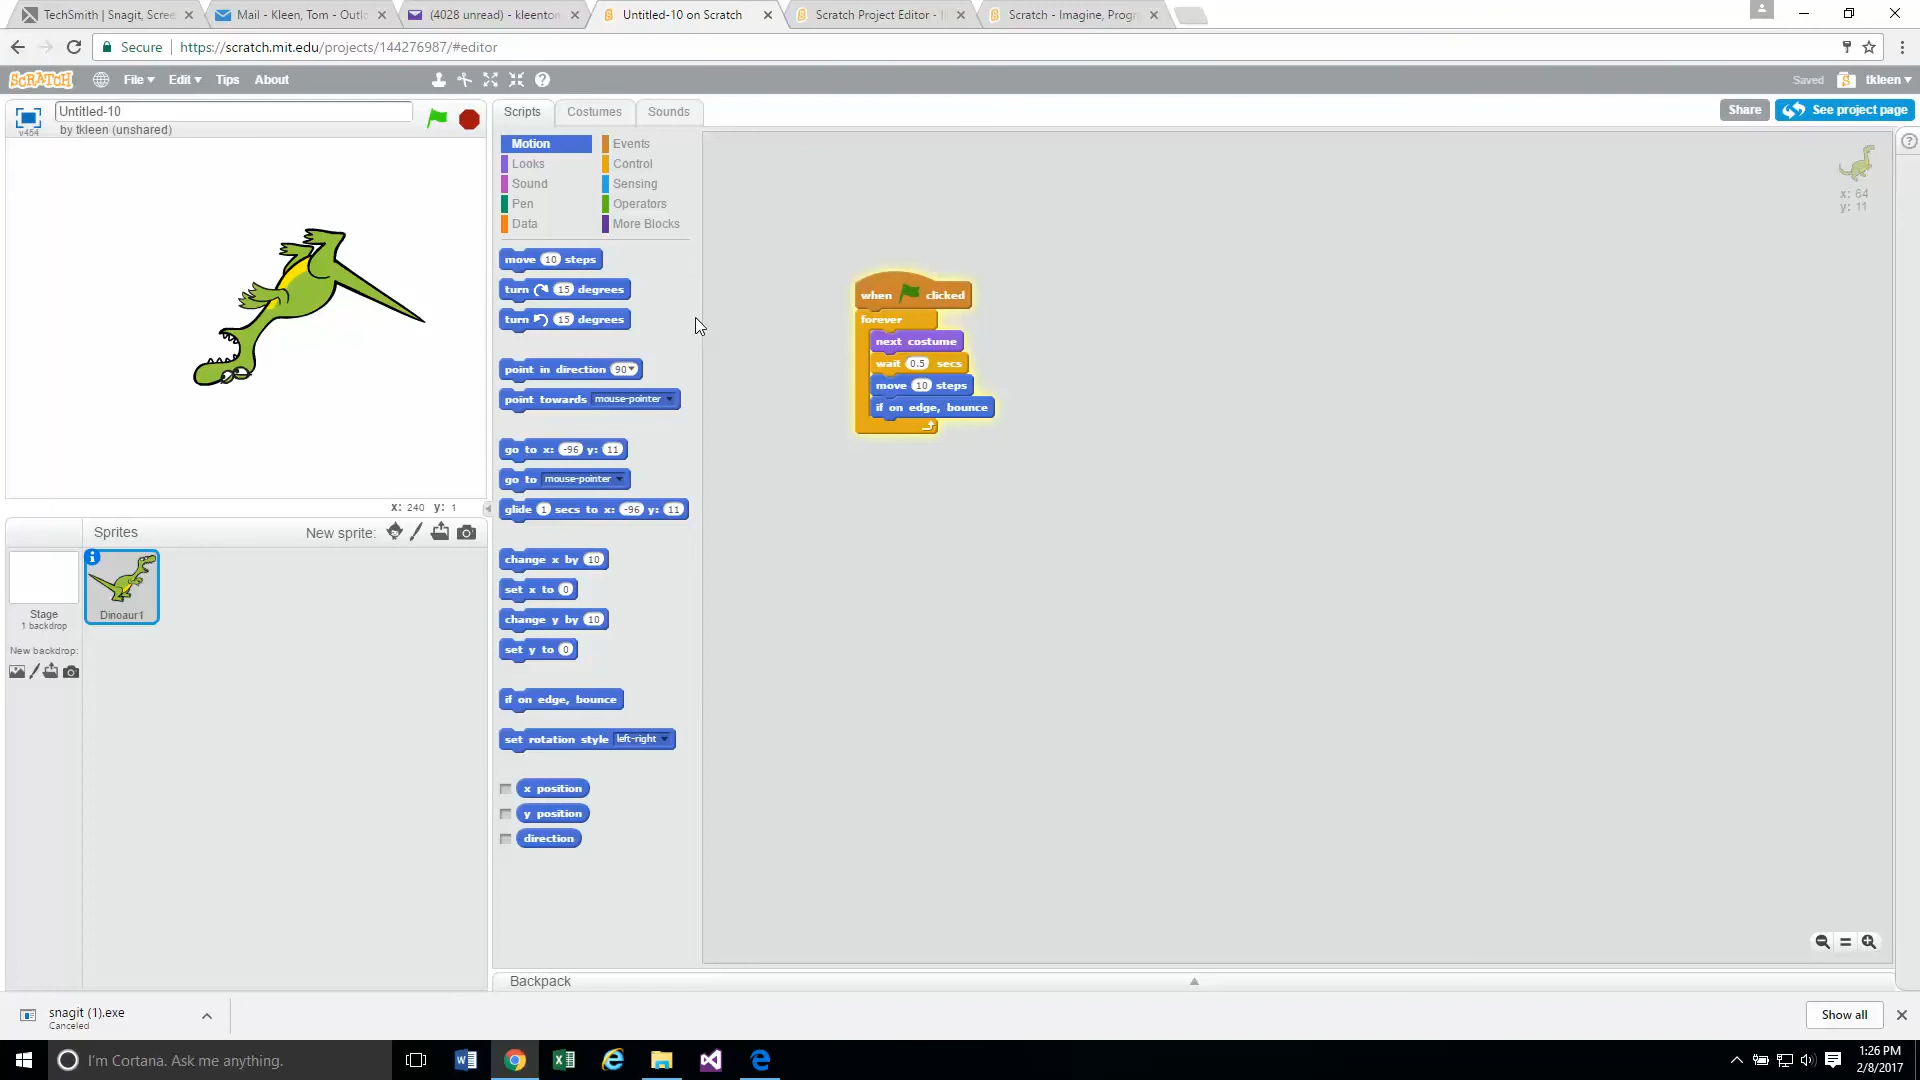 TechSmith | Snagit, Scree
Mail - Kleen, Tom - Outlo
(4028 unread) - kleenton
Untitled-10 on Scratch
Scratch Project Editor - I
Scratch - Imagine, Progr
Secure
https://scratch.mit.edu/projects/144276987/#editor
SCRATCH
File
Edit
Tips
About
Saved
tkleen
v454
Untitled-10
by tkleen (unshared)
Scripts
Costumes
Sounds
Share
See project page
Motion
Looks
Sound
Pen
Data
Events
Control
Sensing
Operators
More Blocks
x: 64
y: 11
move 10 steps
turn 15 degrees
turn 15 degrees
point in direction 90
point towards mouse-pointer
go to x: -96 y: 11
go to mouse-pointer
glide 1 secs to x: -96 y: 11
change x by 10
set x to 0
change y by 10
set y to 0
if on edge, bounce
set rotation style left-right
x position
y position
direction
when clicked
forever
next costume
wait 0.5 secs
move 10 steps
if on edge, bounce
x: 240 y: 1
Sprites
New sprite:
Stage
1 backdrop
New backdrop:
Dinoaur1
Backpack
snagit (1).exe
Canceled
Show all
I'm Cortana. Ask me anything.
1:26 PM
2/8/2017